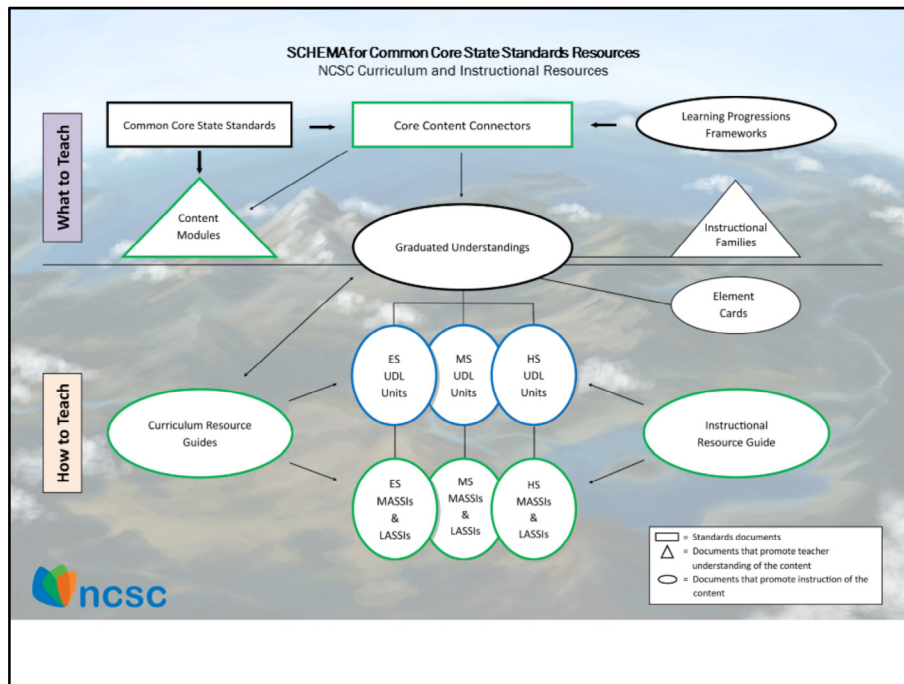 SCHEMA for Common Core State Standards Resources
NCSC Curriculum and Instructional Resources
What to Teach
Common Core State Standards
Core Content Connectors
Learning Progressions
Frameworks
Content
Modules
Graduated Understandings
Instructional
Families
Element
Cards
How to Teach
ES
UDL
Units
MS
UDL
Units
HS
UDL
Units
Curriculum Resource
Guides
Instructional
Resource Guide
ES
MASSIs
&
LASSIs
MS
MASSIs
&
LASSIs
HS
MASSIs
&
LASSIs
= Standards documents
= Documents that promote teacher
understanding of the content
= Documents that promote instruction of the
content
ncsc